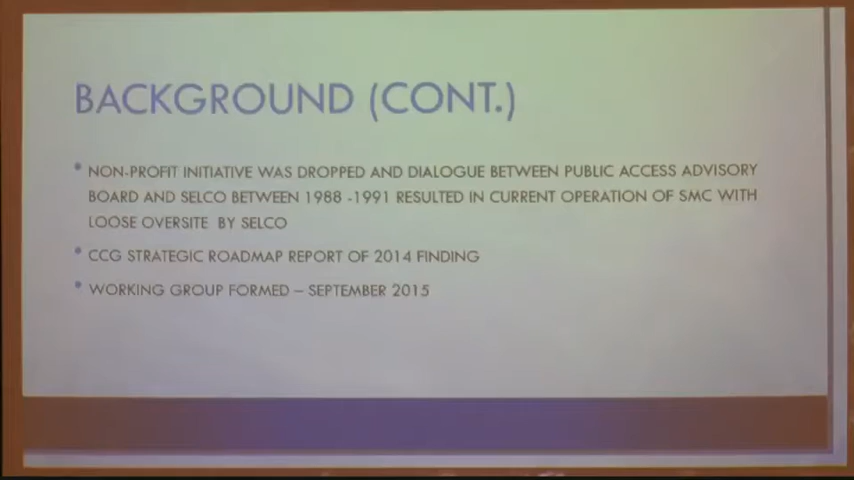 BACKGROUND (CONT.)
• NON-PROFIT INITIATIVE WAS DROPPED AND DIALOGUE BETWEEN PUBLIC ACCESS ADVISORY
BOARD AND SELCO BETWEEN 1988 -1991 RESULTED IN CURRENT OPERATION OF SMC WITH
LOOSE OVERSITE BY SELCO
• CCG STRATEGIC ROADMAP REPORT OF 2014 FINDING
• WORKING GROUP FORMED – SEPTEMBER 2015